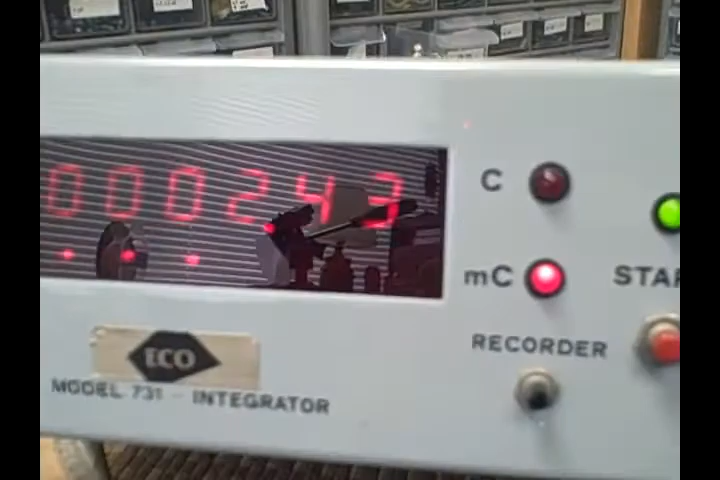 C
000243
mC
STAR
RECORDER
ECO
MODEL 731 - INTEGRATOR